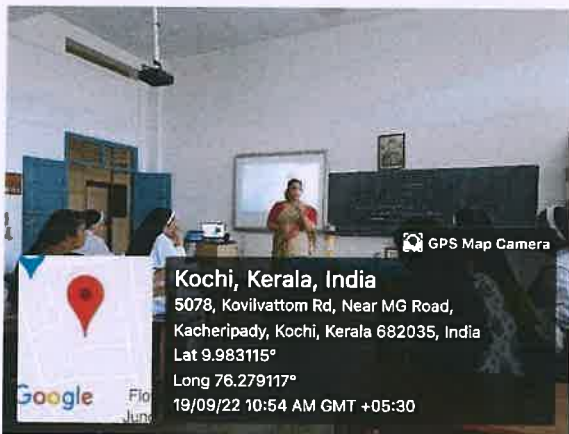 GPS Map Camera
Kochi, Kerala, India
5078, Kovilvattom Rd, Near MG Road,
Kacheripady, Kochi, Kerala 682035, India
Lat 9.983115°
Long 76.279117°
19/09/22 10:54 AM GMT +05:30
Google